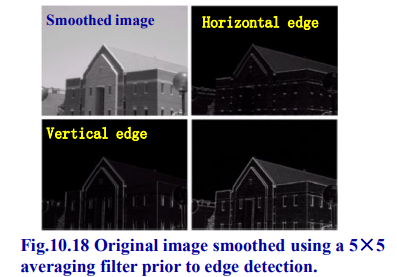 Smoothed image
Horizontal edge
Vertical edge
Fig.10.18 Original image smoothed using a 5×5
averaging filter prior to edge detection.